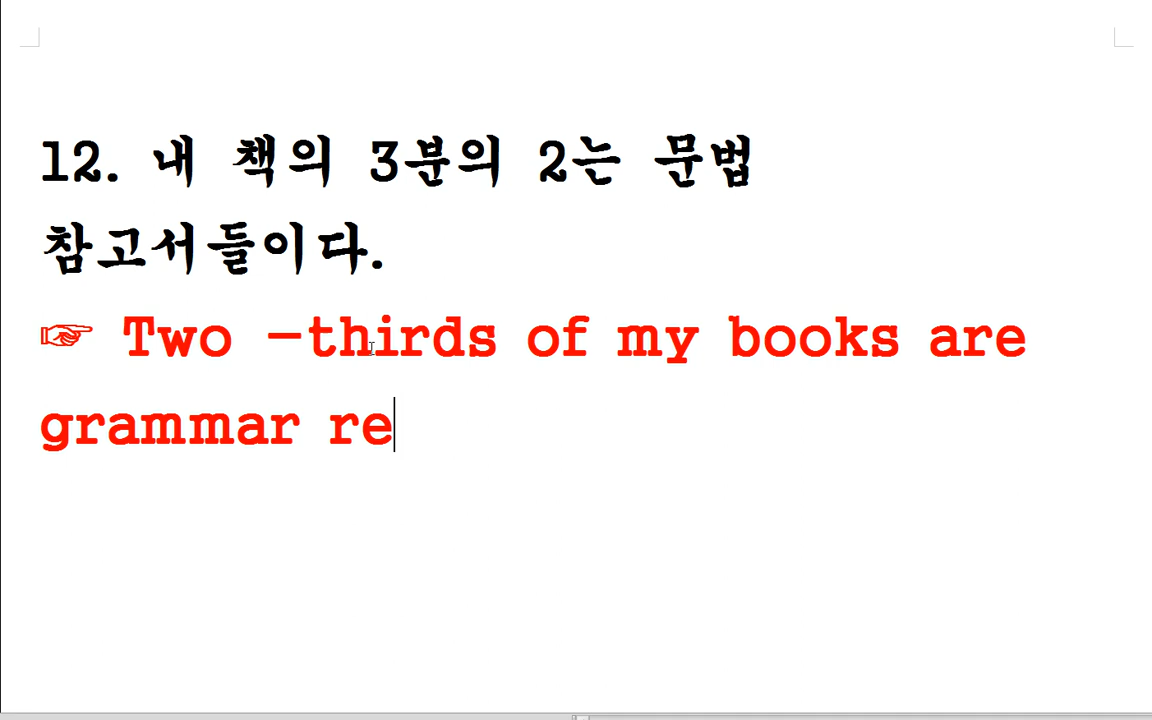 12. 내 책의 3분의 2는 문법
참고서들이다.
☞ Two -thirds of my books are
grammar re